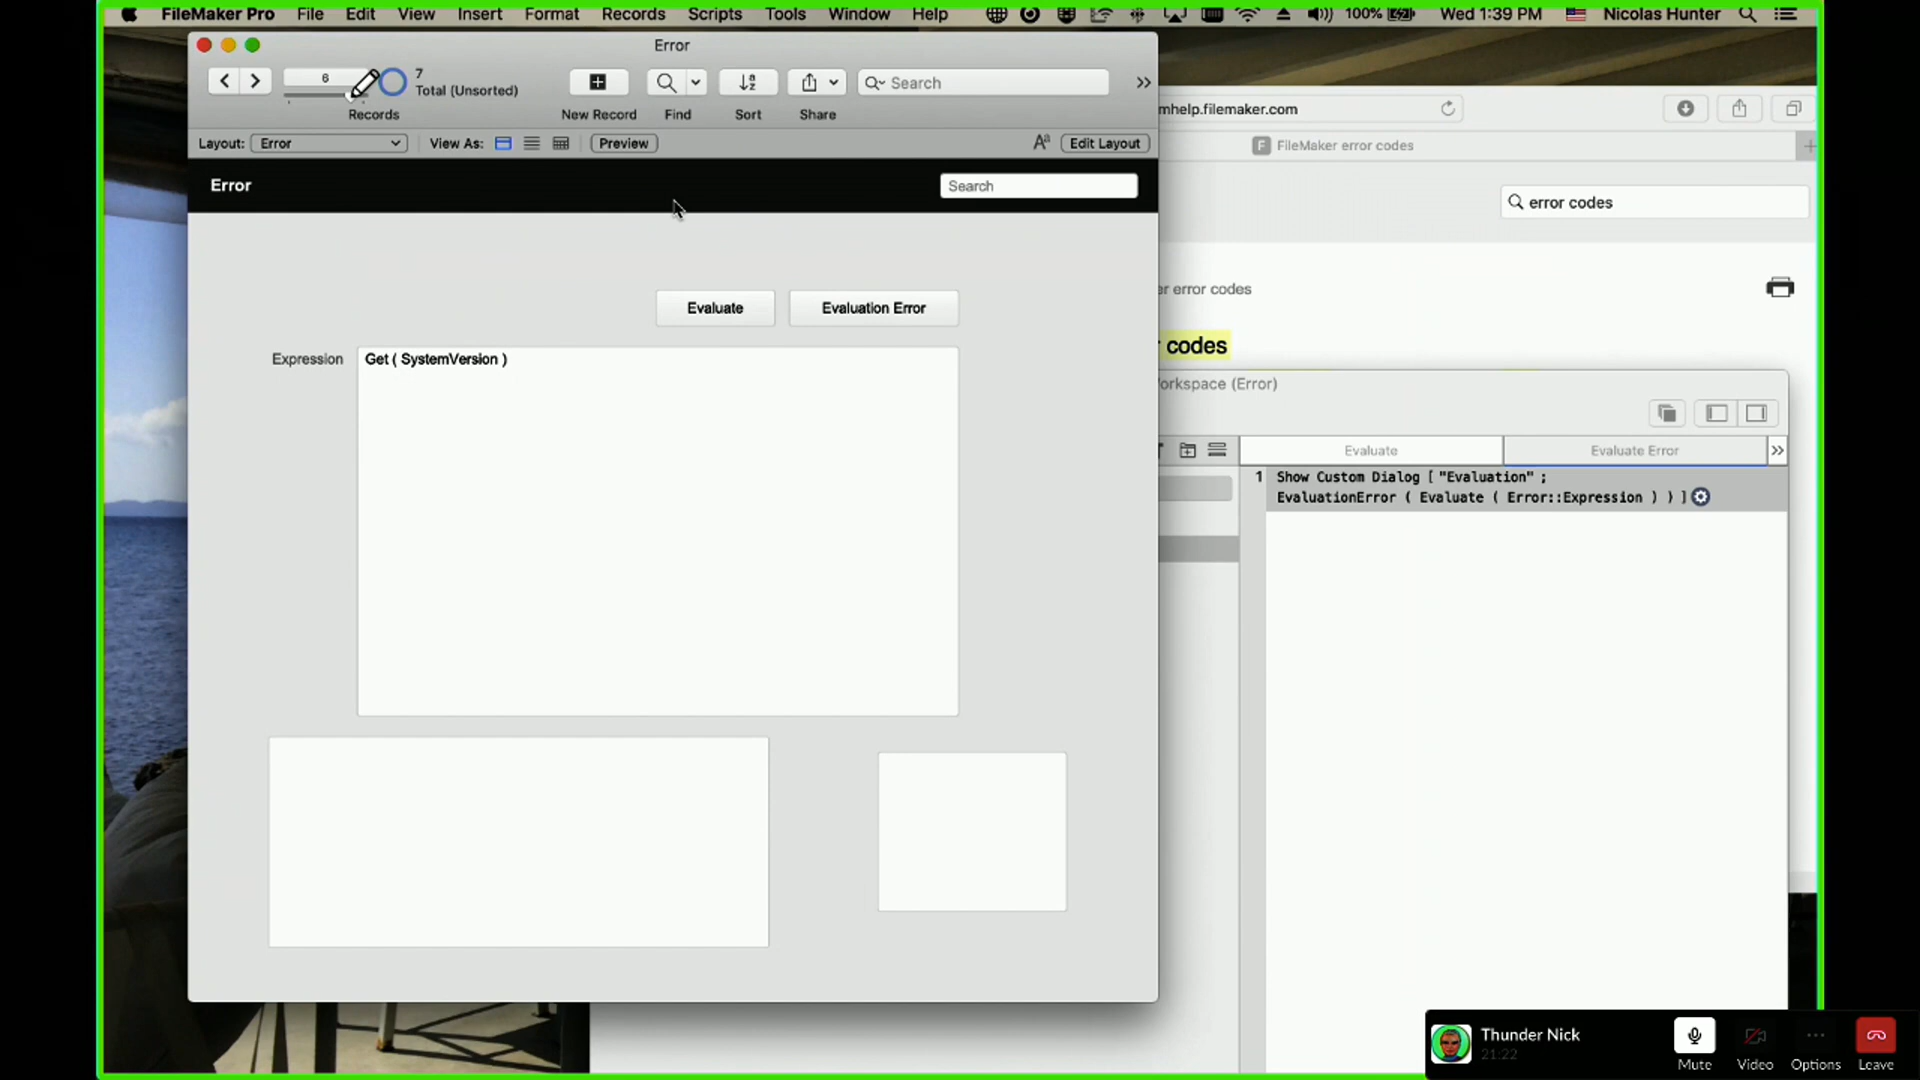 FileMaker Pro File Edit View Insert Format Records Scripts Tools Window Help 100% Wed 1:39 PM Nicolas Hunter
Error
6
7
Total (Unsorted)
Search
Records
New Record
Find
Sort
Share
Layout: Error
View As:
Preview
Edit Layout
Error
Search
Evaluate
Evaluation Error
Expression
Get ( SystemVersion )
mhelp.filemaker.com
FileMaker error codes
error codes
er error codes
codes
orkspace (Error)
Evaluate
Evaluate Error
1 Show Custom Dialog [ "Evaluation" ;
EvaluationError ( Evaluate ( Error::Expression ) ) ]
Thunder Nick
21:22
Mute
Video
Options
Leave